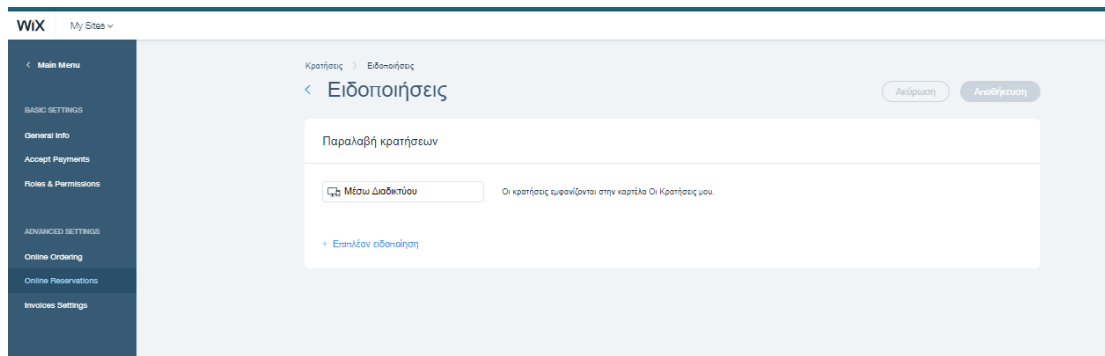 WiX My Sites
Main Menu
BASIC SETTINGS
General Info
Accept Payments
Roles & Permissions
ADVANCED SETTINGS
Online Ordering
Online Reservations
Invoices Settings
Κρατήσεις > Ειδοποιήσεις
Ειδοποιήσεις
Ακύρωση Αποθήκευση
Παραλαβή κρατήσεων
Μέσω Διαδικτύου Οι κρατήσεις εμφανίζονται στην καρτέλα Οι Κρατήσεις μου.
+ Επιπλέον ειδοποίηση